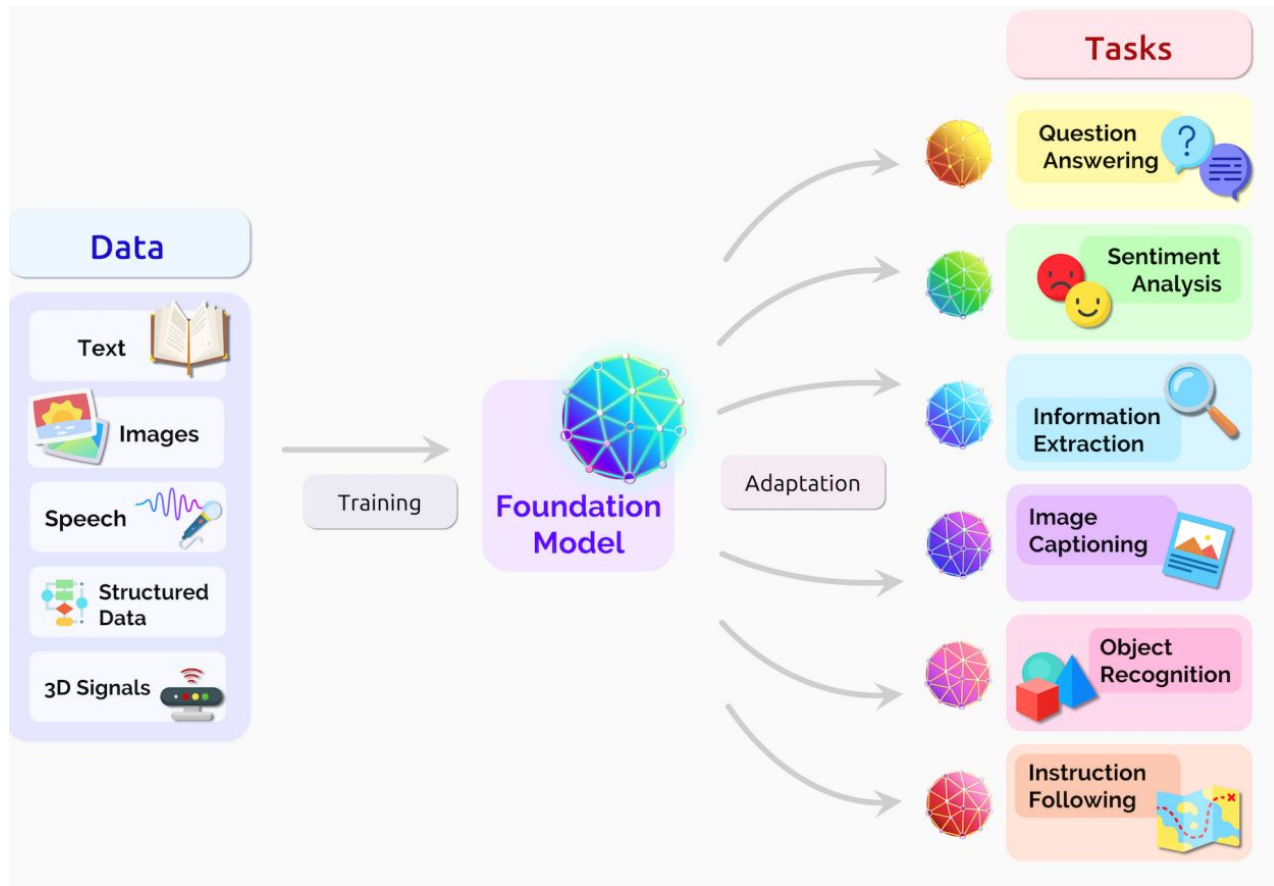 Data
Text
Images
Speech
Structured
Data
3D Signals
Training
Foundation
Model
Adaptation
Tasks
Question
Answering
?
Sentiment
Analysis
Information
Extraction
Image
Captioning
Object
Recognition
Instruction
Following